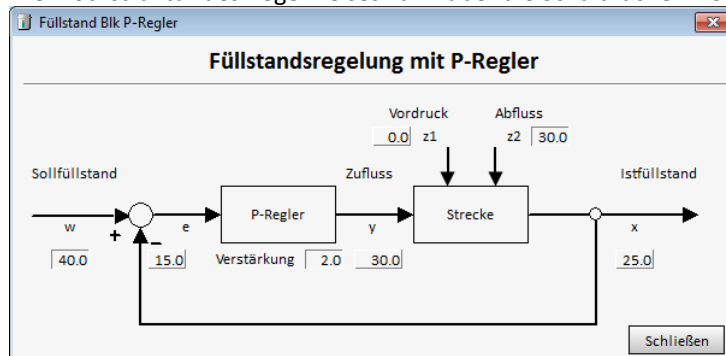 Füllstand Blk P-Regler
Füllstandsregelung mit P-Regler
Vordruck Abfluss
0.0 z1 z2 30.0
Sollfüllstand Zufluss Istfüllstand
P-Regler Strecke
w e y x
+ −
40.0 15.0 Verstärkung 2.0 30.0 25.0
Schließen